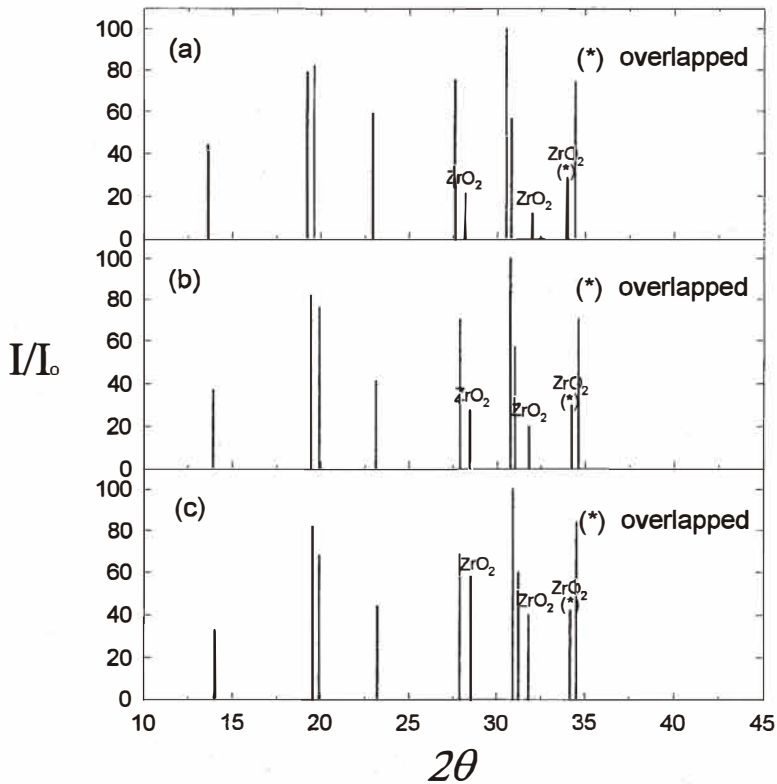 100
(a)
(*) overlapped
80
60
40
ZrO₂
ZrO₂
ZrO₂
(*)
20
0
100
(b)
(*) overlapped
80
60
I/Iₒ
40
ZrO₂
ZrO₂
ZrO₂
(*)
20
0
100
(c)
(*) overlapped
80
60
ZrO₂
ZrO₂
ZrO₂
(*)
40
20
0
10 15 20 25 30 35 40 45
2θ